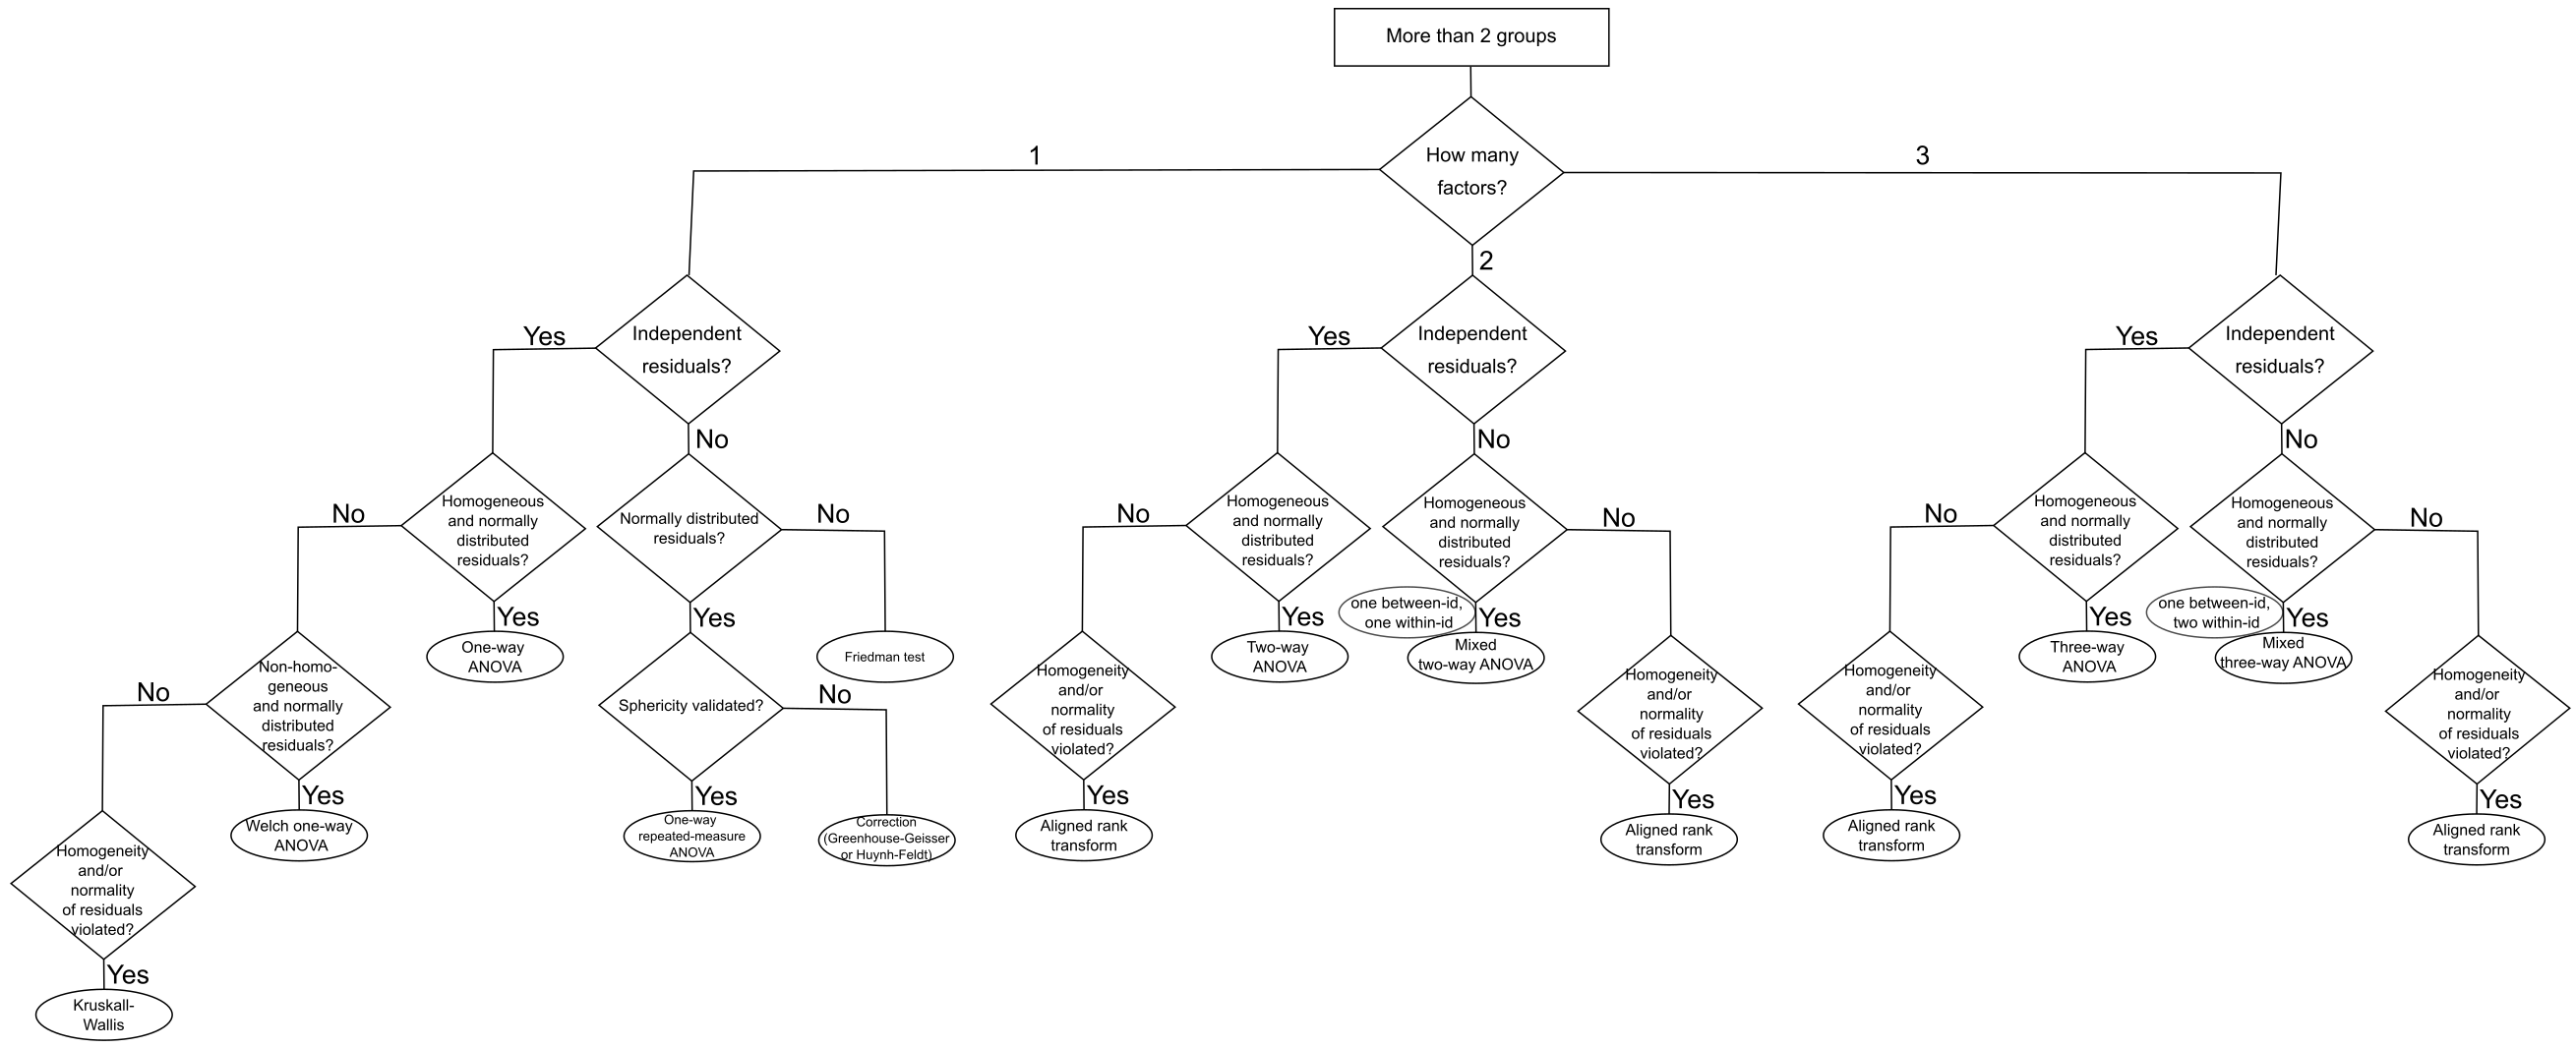 More than 2 groups
How many
factors?
1
2
3
Independent
residuals?
Yes
No
Homogeneous
and normally
distributed
residuals?
No
Yes
One-way
ANOVA
Non-homo-
geneous
and normally
distributed
residuals?
No
Yes
Welch one-way
ANOVA
Homogeneity
and/or
normality
of residuals
violated?
Yes
Kruskall-
Wallis
Normally distributed
residuals?
No
Friedman test
Yes
Sphericity validated?
No
Correction
(Greenhouse-Geisser
or Huynh-Feldt)
Yes
One-way
repeated-measure
ANOVA
Independent
residuals?
Yes
No
Homogeneous
and normally
distributed
residuals?
No
Yes
Two-way
ANOVA
Homogeneity
and/or
normality
of residuals
violated?
Yes
Aligned rank
transform
Homogeneous
and normally
distributed
residuals?
No
one between-id,
one within-id
Yes
Mixed
two-way ANOVA
Homogeneity
and/or
normality
of residuals
violated?
Yes
Aligned rank
transform
Independent
residuals?
Yes
No
Homogeneous
and normally
distributed
residuals?
No
Yes
Three-way
ANOVA
Homogeneity
and/or
normality
of residuals
violated?
Yes
Aligned rank
transform
Homogeneous
and normally
distributed
residuals?
No
one between-id,
two within-id
Yes
Mixed
three-way ANOVA
Homogeneity
and/or
normality
of residuals
violated?
Yes
Aligned rank
transform